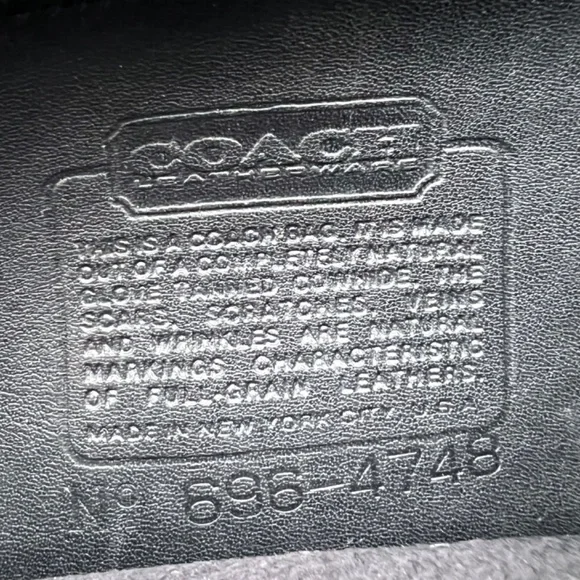 COACH
LEATHERWARE
THIS IS A COACH BAG. IT IS MADE
OUT OF A COMPLETELY NATURAL
GLOVE TANNED COWHIDE. THE
SCARS, SCRATCHES, VEINS
AND WRINKLES ARE NATURAL
MARKINGS CHARACTERISTIC
OF FULL-GRAIN LEATHERS.
MADE IN NEW YORK CITY, U.S.A.
No 696-4748